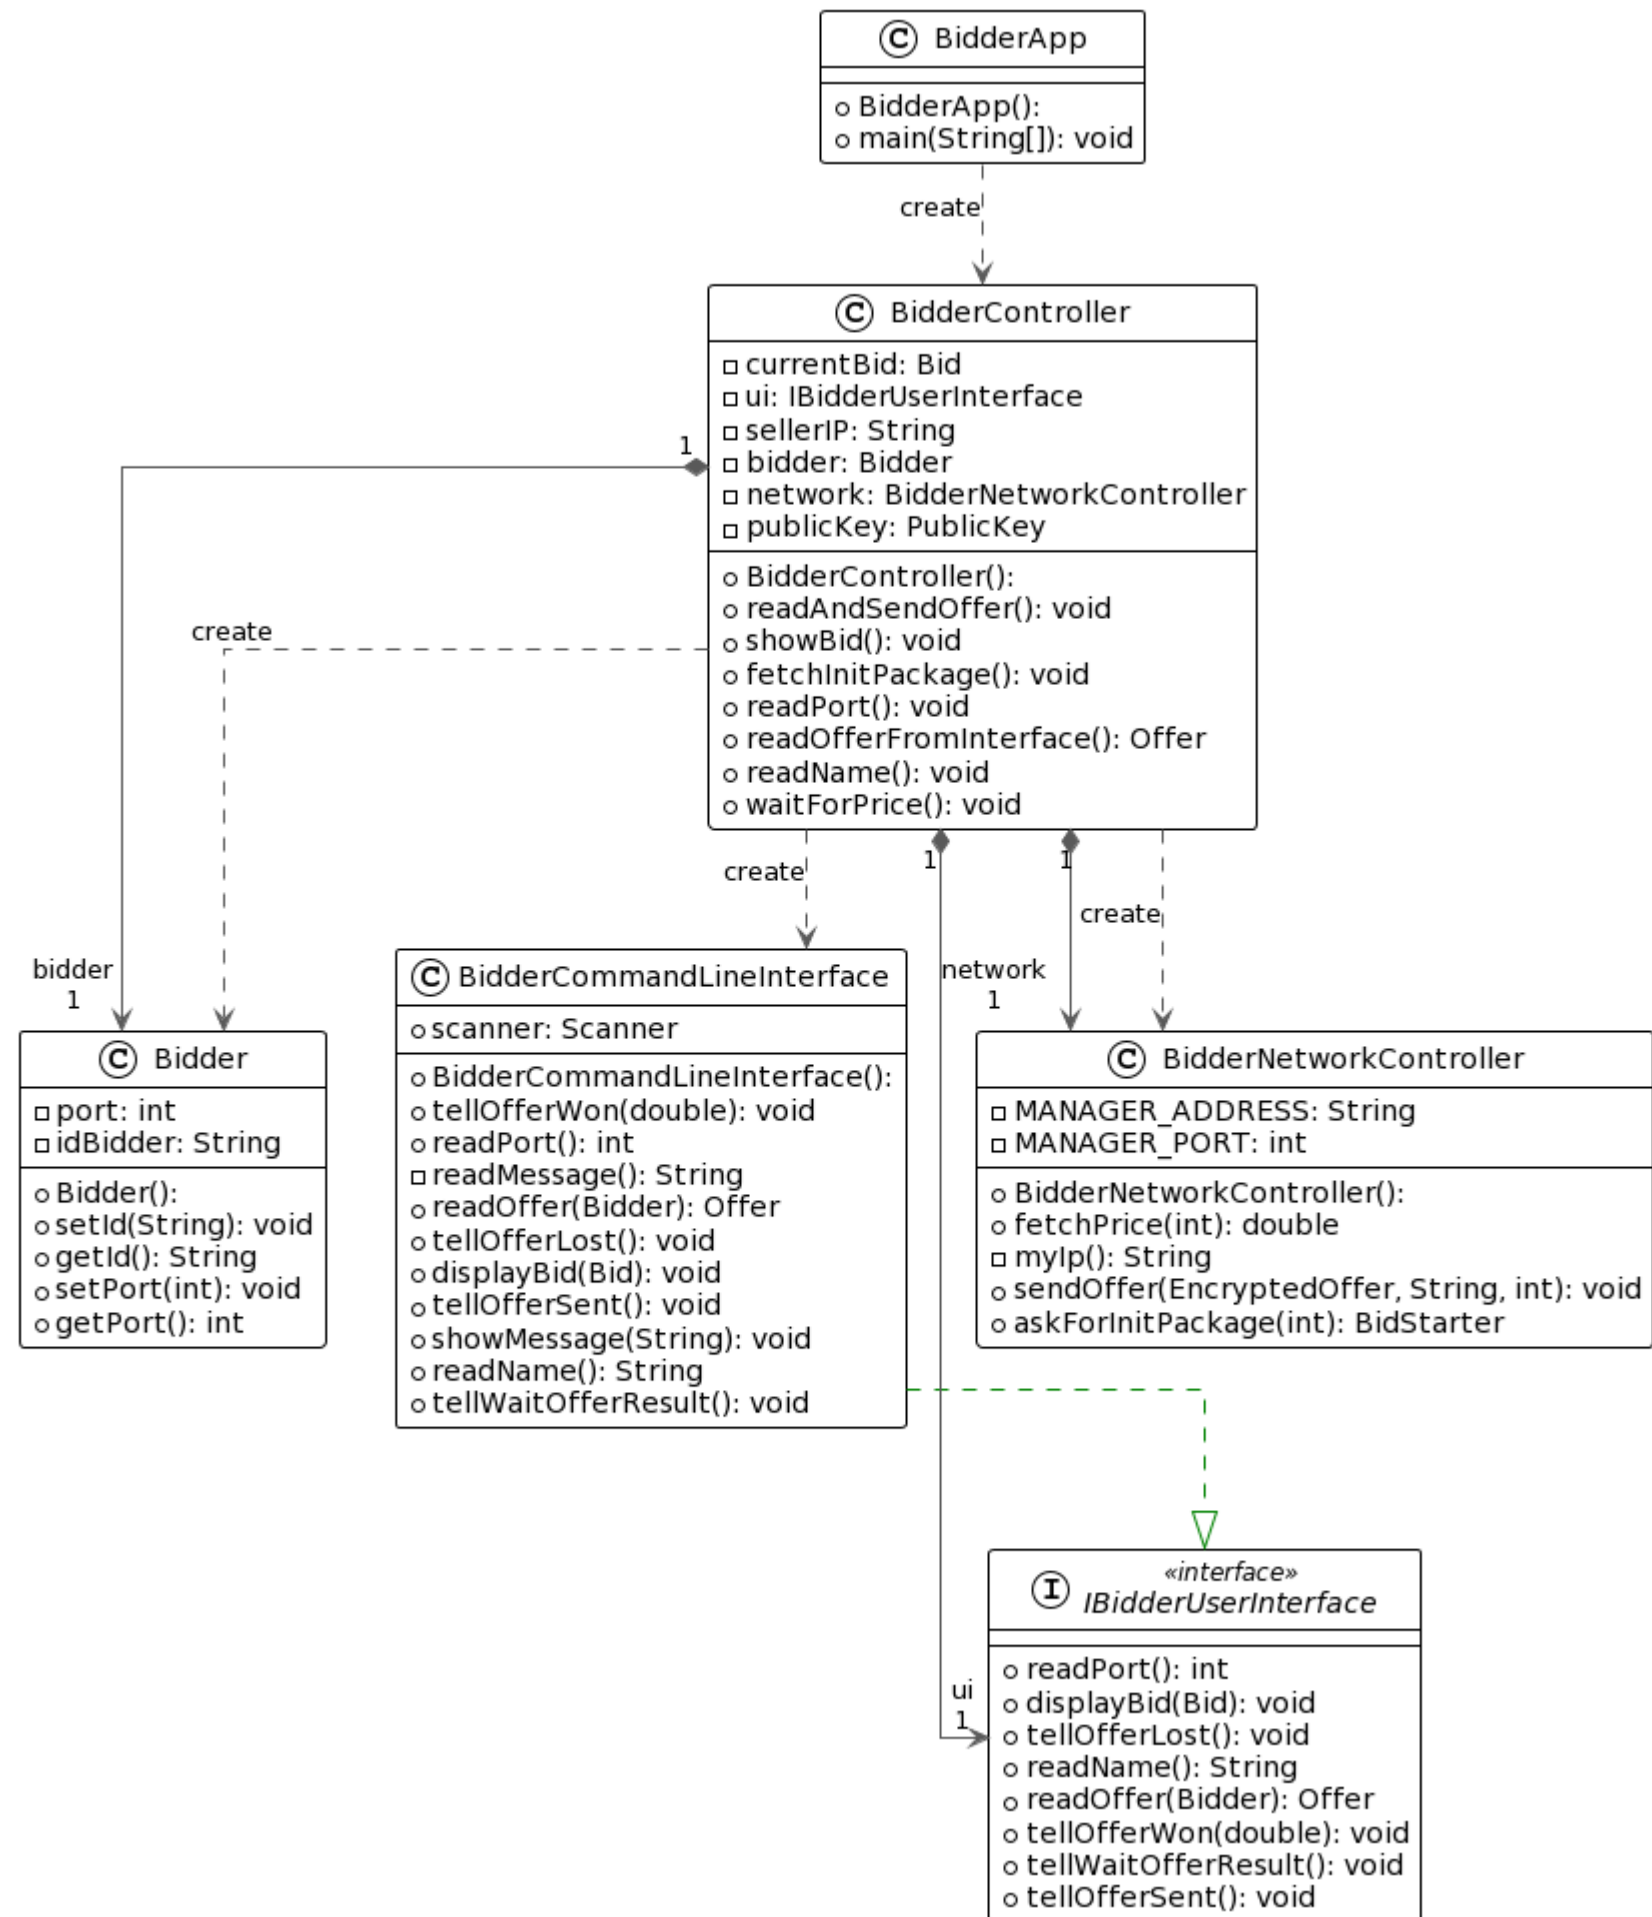 C BidderApp
BidderApp():
main(String[]): void
create
C BidderController
currentBid: Bid
ui: IBidderUserInterface
sellerIP: String
bidder: Bidder
network: BidderNetworkController
publicKey: PublicKey
BidderController():
readAndSendOffer(): void
showBid(): void
fetchInitPackage(): void
readPort(): void
readOfferFromInterface(): Offer
readName(): void
waitForPrice(): void
1
create
create
1
1
create
bidder
1
network
1
C Bidder
port: int
idBidder: String
Bidder():
setId(String): void
getId(): String
setPort(int): void
getPort(): int
C BidderCommandLineInterface
scanner: Scanner
BidderCommandLineInterface():
tellOfferWon(double): void
readPort(): int
readMessage(): String
readOffer(Bidder): Offer
tellOfferLost(): void
displayBid(Bid): void
tellOfferSent(): void
showMessage(String): void
readName(): String
tellWaitOfferResult(): void
C BidderNetworkController
MANAGER_ADDRESS: String
MANAGER_PORT: int
BidderNetworkController():
fetchPrice(int): double
myIp(): String
sendOffer(EncryptedOffer, String, int): void
askForInitPackage(int): BidStarter
ui
1
«interface»
I IBidderUserInterface
readPort(): int
displayBid(Bid): void
tellOfferLost(): void
readName(): String
readOffer(Bidder): Offer
tellOfferWon(double): void
tellWaitOfferResult(): void
tellOfferSent(): void